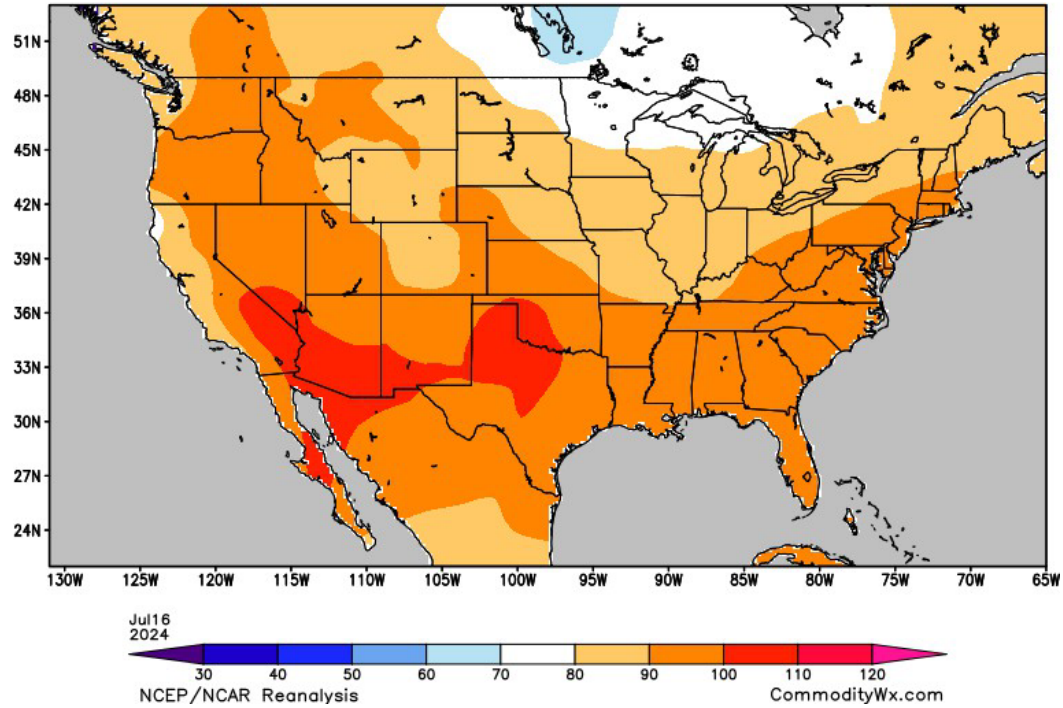 51N
48N
45N
42N
39N
36N
33N
30N
27N
24N
130W 125W 120W 115W 110W 105W 100W 95W 90W 85W 80W 75W 70W 65W
Jul16
2024
30 40 50 60 70 80 90 100 110 120
NCEP/NCAR Reanalysis CommodityWx.com